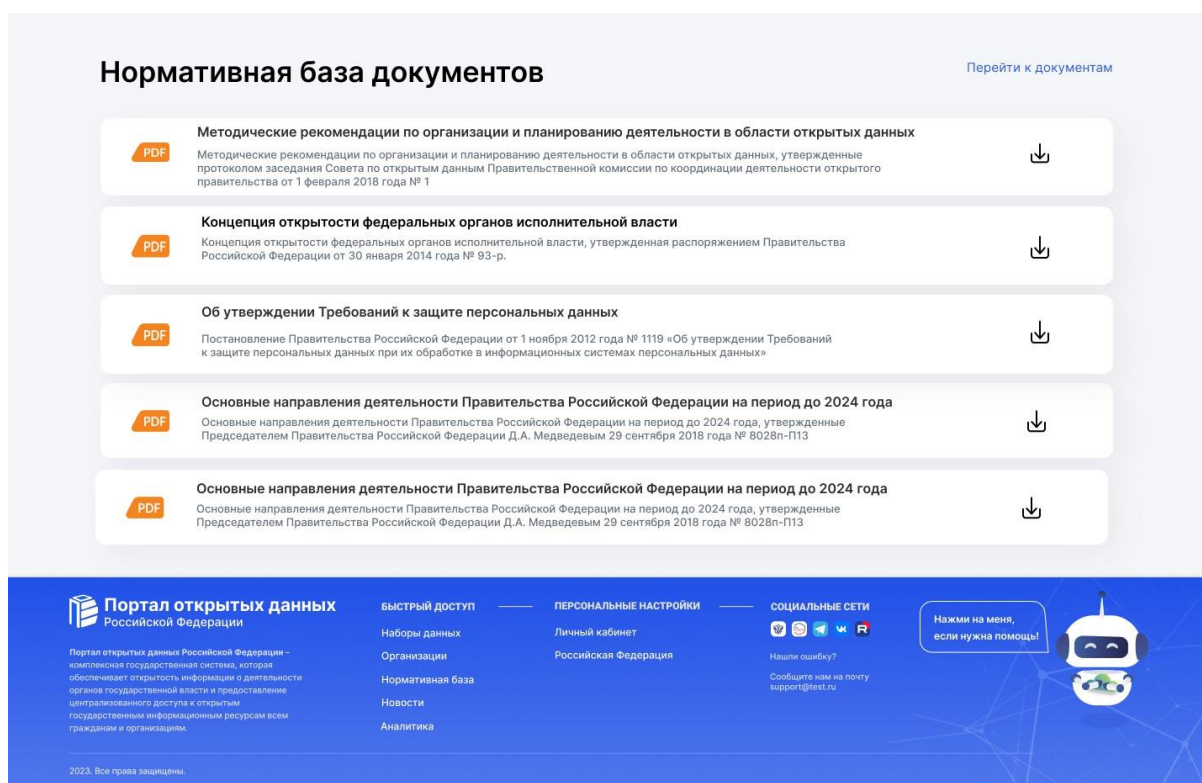 Нормативная база документов
Перейти к документам
PDF
Методические рекомендации по организации и планированию деятельности в области открытых данных
Методические рекомендации по организации и планированию деятельности в области открытых данных, утвержденные
протоколом заседания Совета по открытым данным Правительственной комиссии по координации деятельности открытого
правительства от 1 февраля 2018 года № 1
PDF
Концепция открытости федеральных органов исполнительной власти
Концепция открытости федеральных органов исполнительной власти, утвержденная распоряжением Правительства
Российской Федерации от 30 января 2014 года № 93-р.
PDF
Об утверждении Требований к защите персональных данных
Постановление Правительства Российской Федерации от 1 ноября 2012 года № 1119 «Об утверждении Требований
к защите персональных данных при их обработке в информационных системах персональных данных»
PDF
Основные направления деятельности Правительства Российской Федерации на период до 2024 года
Основные направления деятельности Правительства Российской Федерации на период до 2024 года, утвержденные
Председателем Правительства Российской Федерации Д.А. Медведевым 29 сентября 2018 года № 8028п-П13
PDF
Основные направления деятельности Правительства Российской Федерации на период до 2024 года
Основные направления деятельности Правительства Российской Федерации на период до 2024 года, утвержденные
Председателем Правительства Российской Федерации Д.А. Медведевым 29 сентября 2018 года № 8028п-П13
Портал открытых данных
Российской Федерации
Портал открытых данных Российской Федерации –
комплексная государственная система, которая
обеспечивает открытость информации о деятельности
органов государственной власти и предоставление
централизованного доступа к открытым
государственным информационным ресурсам всем
гражданам и организациям.
БЫСТРЫЙ ДОСТУП
Наборы данных
Организации
Нормативная база
Новости
Аналитика
ПЕРСОНАЛЬНЫЕ НАСТРОЙКИ
Личный кабинет
Российская Федерация
СОЦИАЛЬНЫЕ СЕТИ
Нашли ошибку?
Сообщите нам на почту
support@test.ru
Нажми на меня,
если нужна помощь!
2023. Все права защищены.